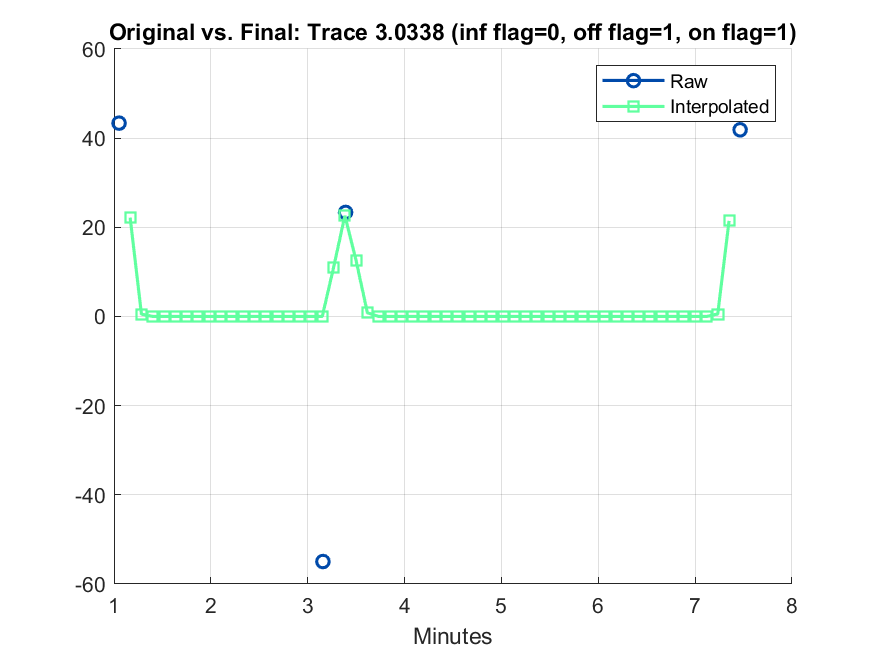 Original vs. Final: Trace 3.0338 (inf flag=0, off flag=1, on flag=1)
60
40
20
0
-20
-40
-60
Raw
Interpolated
1 2 3 4 5 6 7 8
Minutes